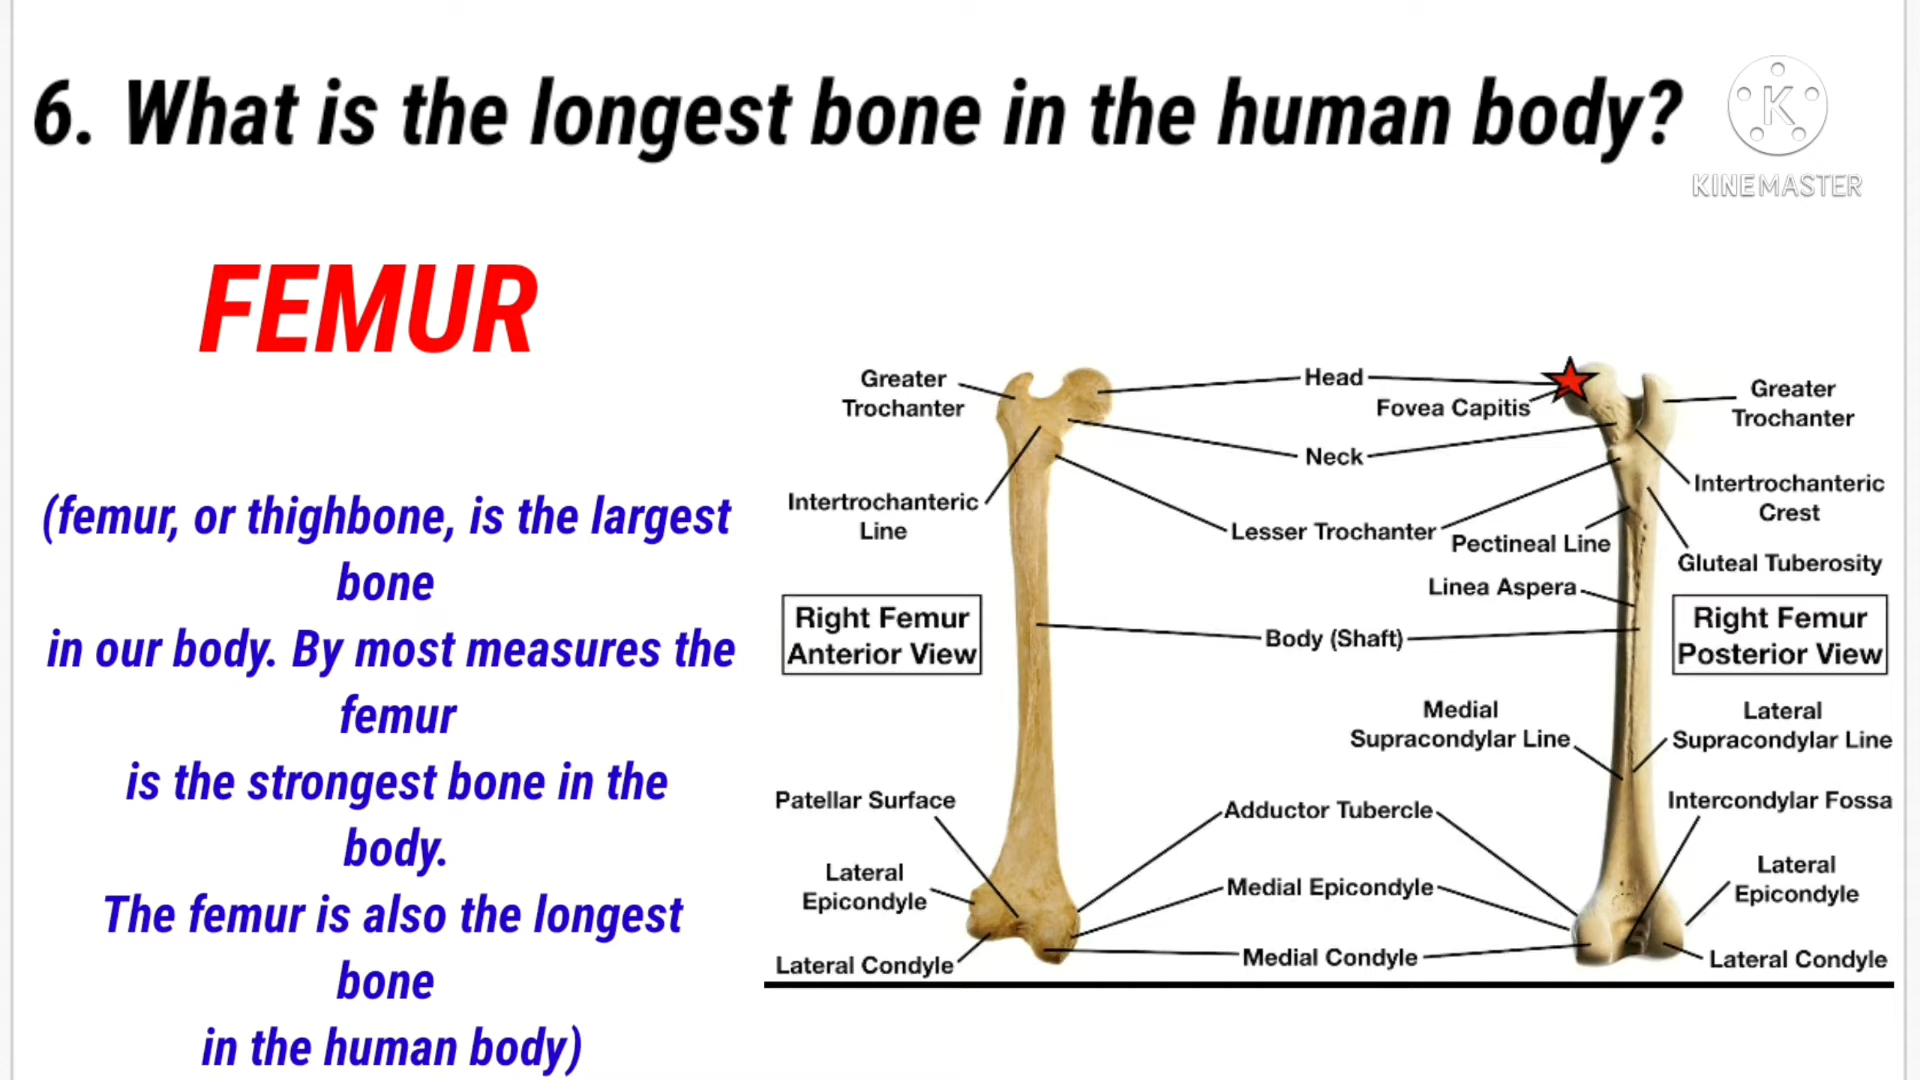 6. What is the longest bone in the human body?
KINEMASTER
FEMUR
(femur, or thighbone, is the largest
bone
in our body. By most measures the
femur
is the strongest bone in the
body.
The femur is also the longest
bone
in the human body)
Greater
Trochanter
Head
Fovea Capitis
Greater
Trochanter
Neck
Intertrochanteric
Line
Intertrochanteric
Crest
Lesser Trochanter
Pectineal Line
Gluteal Tuberosity
Linea Aspera
Right Femur
Anterior View
Body (Shaft)
Right Femur
Posterior View
Medial
Supracondylar Line
Lateral
Supracondylar Line
Patellar Surface
Adductor Tubercle
Intercondylar Fossa
Lateral
Epicondyle
Medial Epicondyle
Lateral
Epicondyle
Lateral Condyle
Medial Condyle
Lateral Condyle